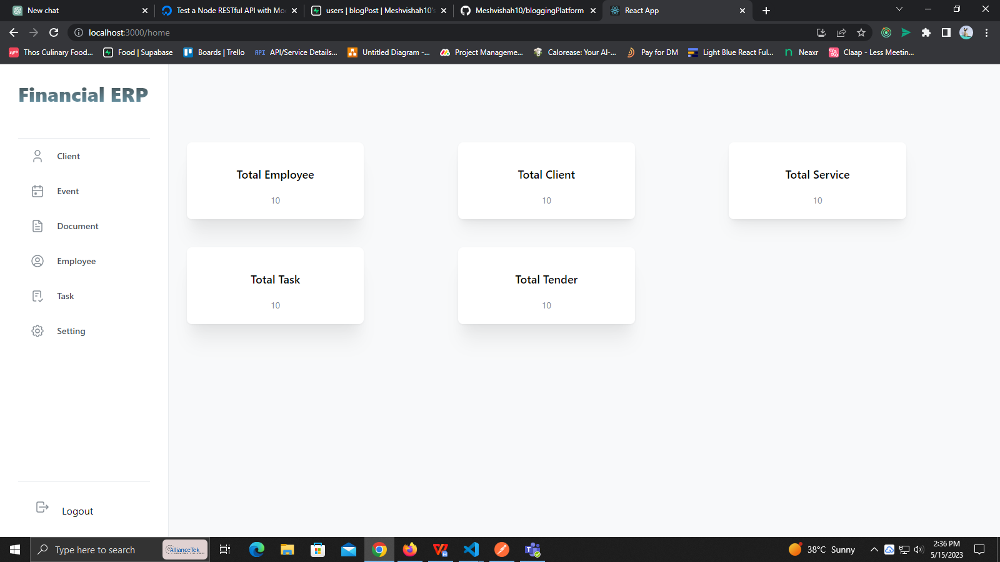 New chat
Test a Node RESTful API with Mo
users | blogPost | Meshvishah10's
Meshvishah10/bloggingPlatform
React App
localhost:3000/home
Thos Culinary Food...
Food | Supabase
Boards | Trello
API
API/Service Details...
Untitled Diagram -...
Project Manageme...
Calorease: Your AI-...
Pay for DM
Light Blue React Ful...
Neaxr
Claap - Less Meetin...
Financial ERP
Client
Event
Document
Employee
Task
Setting
Logout
Total Employee
10
Total Client
10
Total Service
10
Total Task
10
Total Tender
10
Type here to search
AllianceTek
38°C Sunny
2:36 PM
5/15/2023